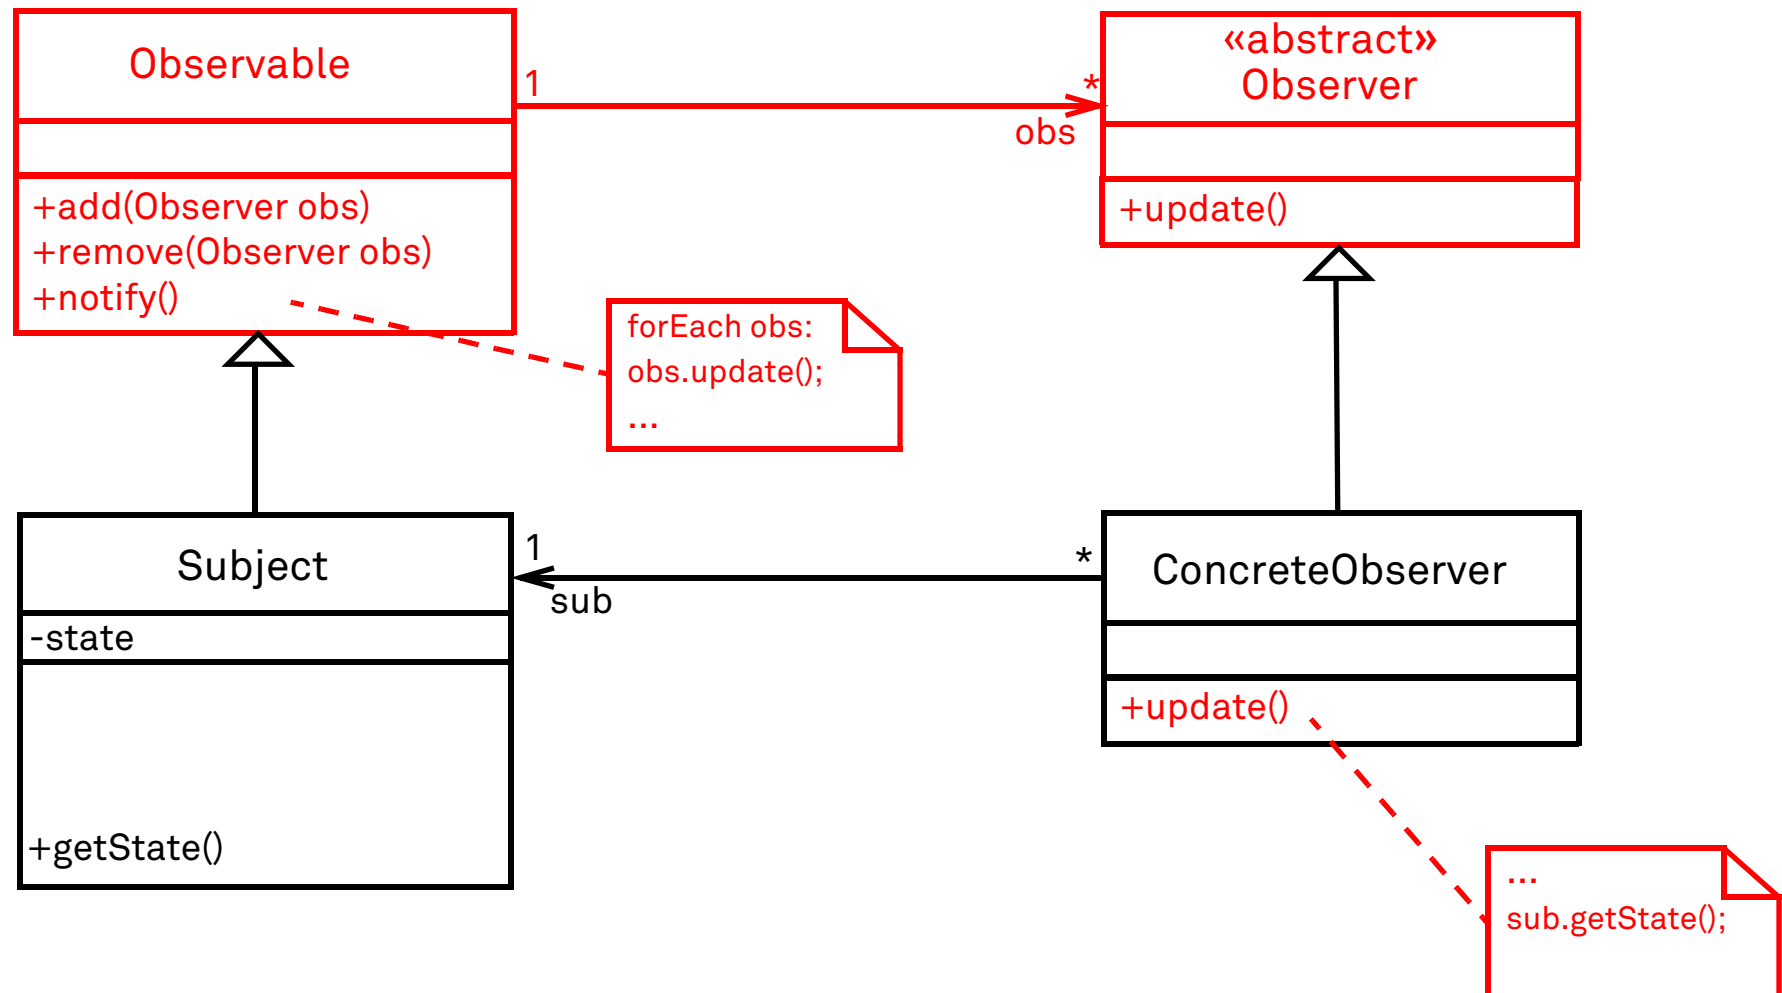 Observable
+add(Observer obs)
+remove(Observer obs)
+notify()
1
*
obs
«abstract»
Observer
+update()
forEach obs:
obs.update();
...
Subject
-state
+getState()
1
*
sub
ConcreteObserver
+update()
...
sub.getState();